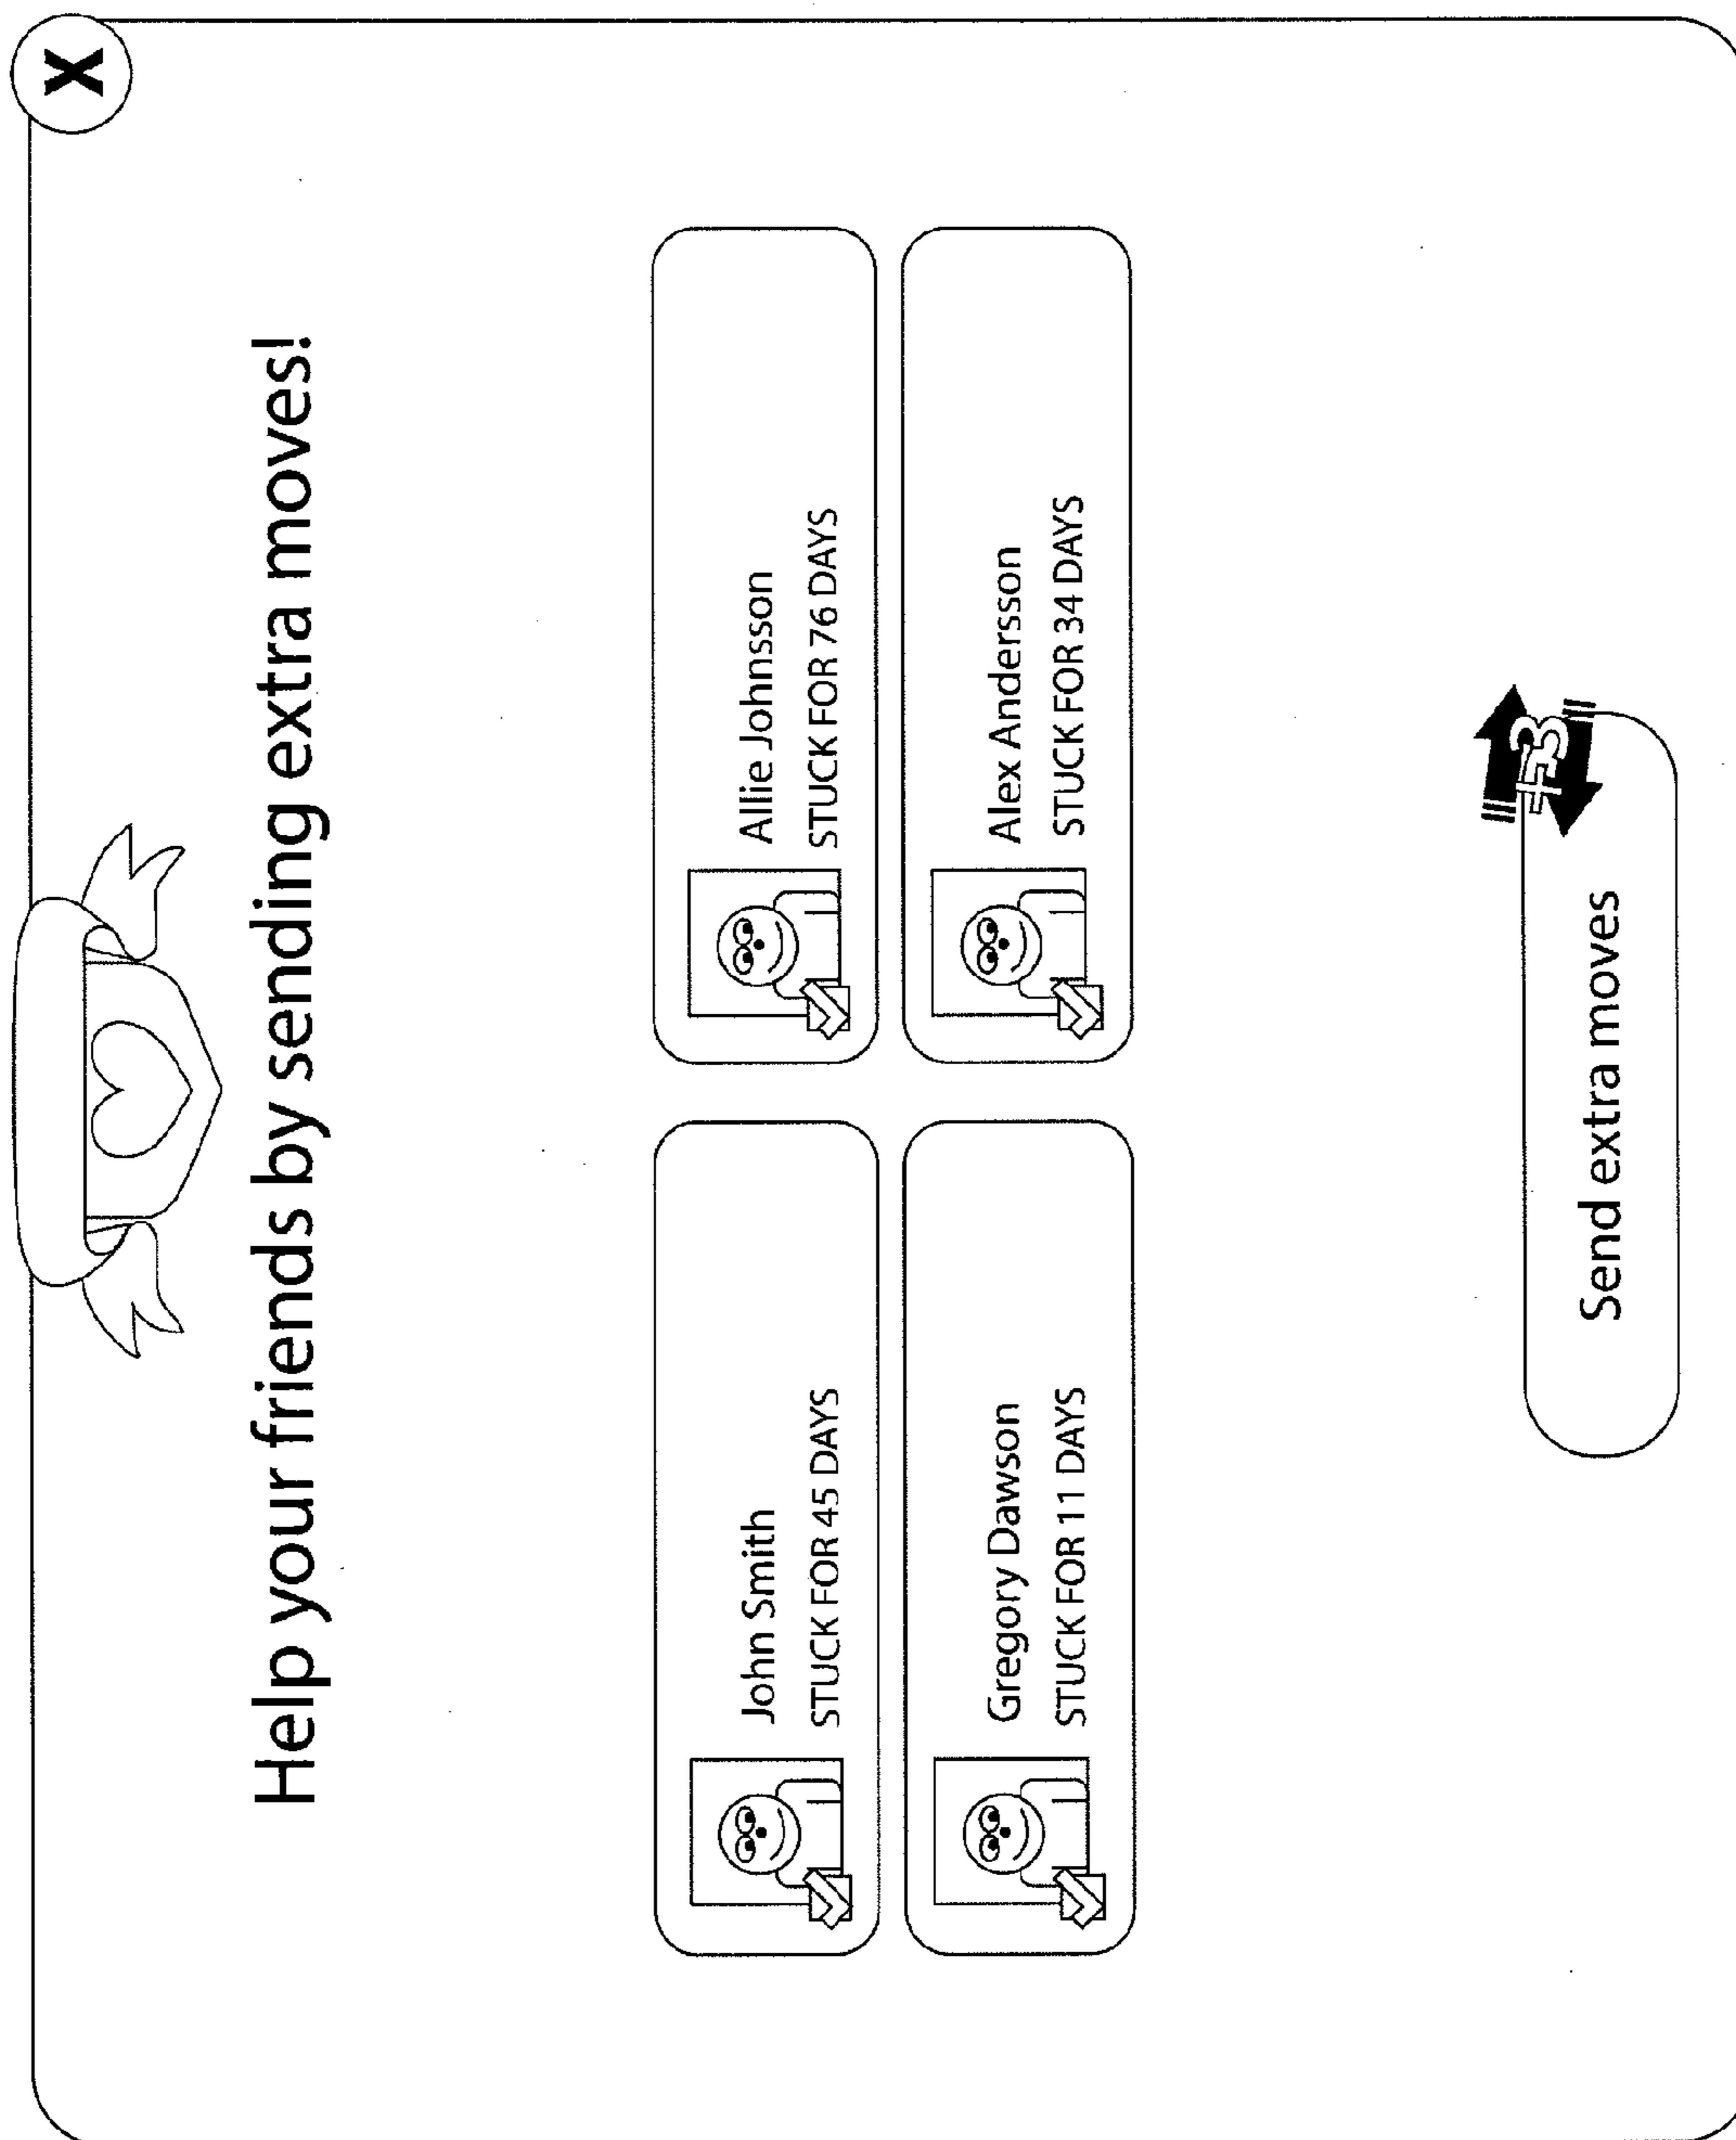 X
Help your friends by sending extra moves!
John Smith
STUCK FOR 45 DAYS
Allie Johnsson
STUCK FOR 76 DAYS
Gregory Dawson
STUCK FOR 11 DAYS
Alex Andersson
STUCK FOR 34 DAYS
+3
Send extra moves